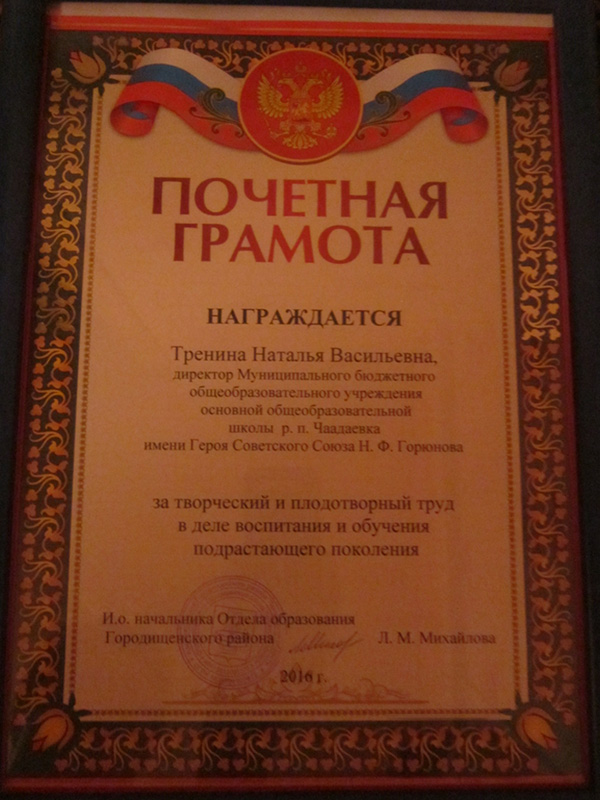 ПОЧЕТНАЯ
ГРАМОТА
НАГРАЖДАЕТСЯ
Тренина Наталья Васильевна,
директор Муниципального бюджетного
общеобразовательного учреждения
основной общеобразовательной
школы р. п. Чаадаевка
имени Героя Советского Союза Н. Ф. Горюнова
за творческий и плодотворный труд
в деле воспитания и обучения
подрастающего поколения
И.о. начальника Отдела образования
Городищенского района Л. М. Михайлова
2016 г.